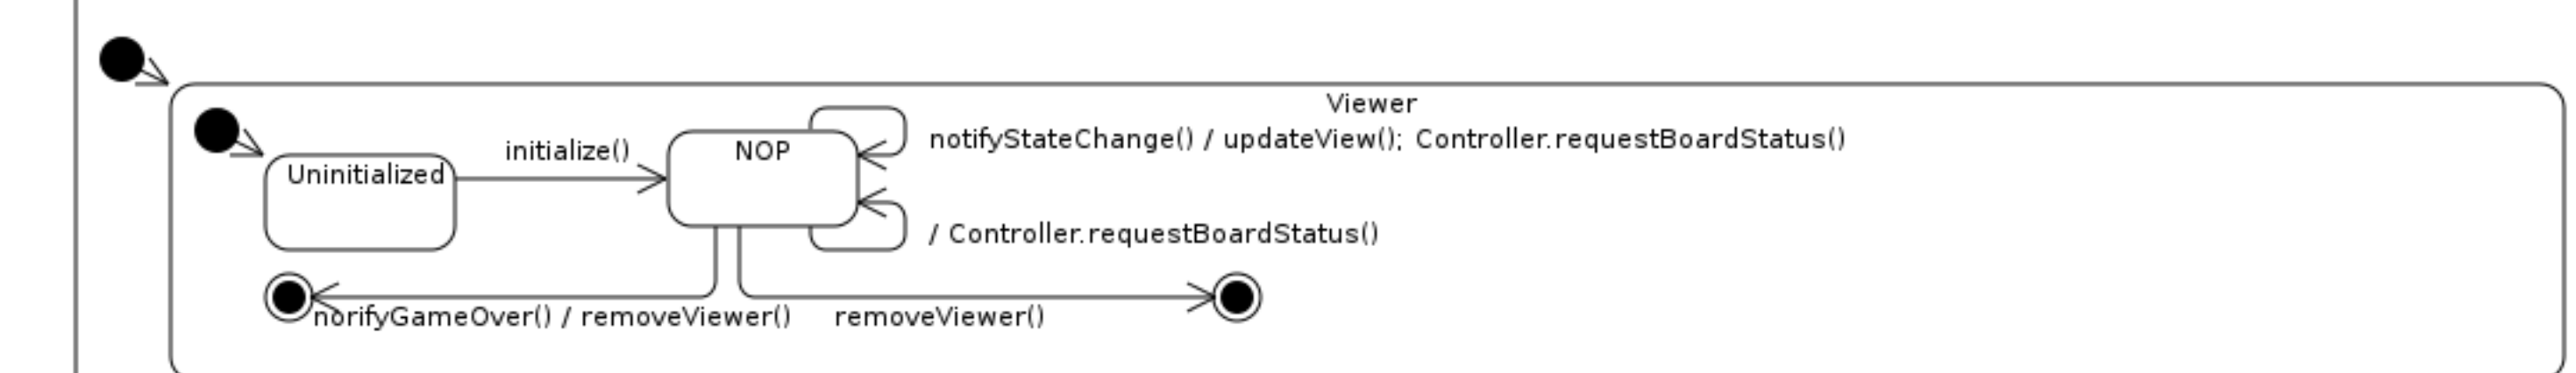 Viewer
notifyStateChange() / updateView(); Controller.requestBoardStatus()
initialize()
NOP
Uninitialized
/ Controller.requestBoardStatus()
norifyGameOver() / removeViewer()
removeViewer()